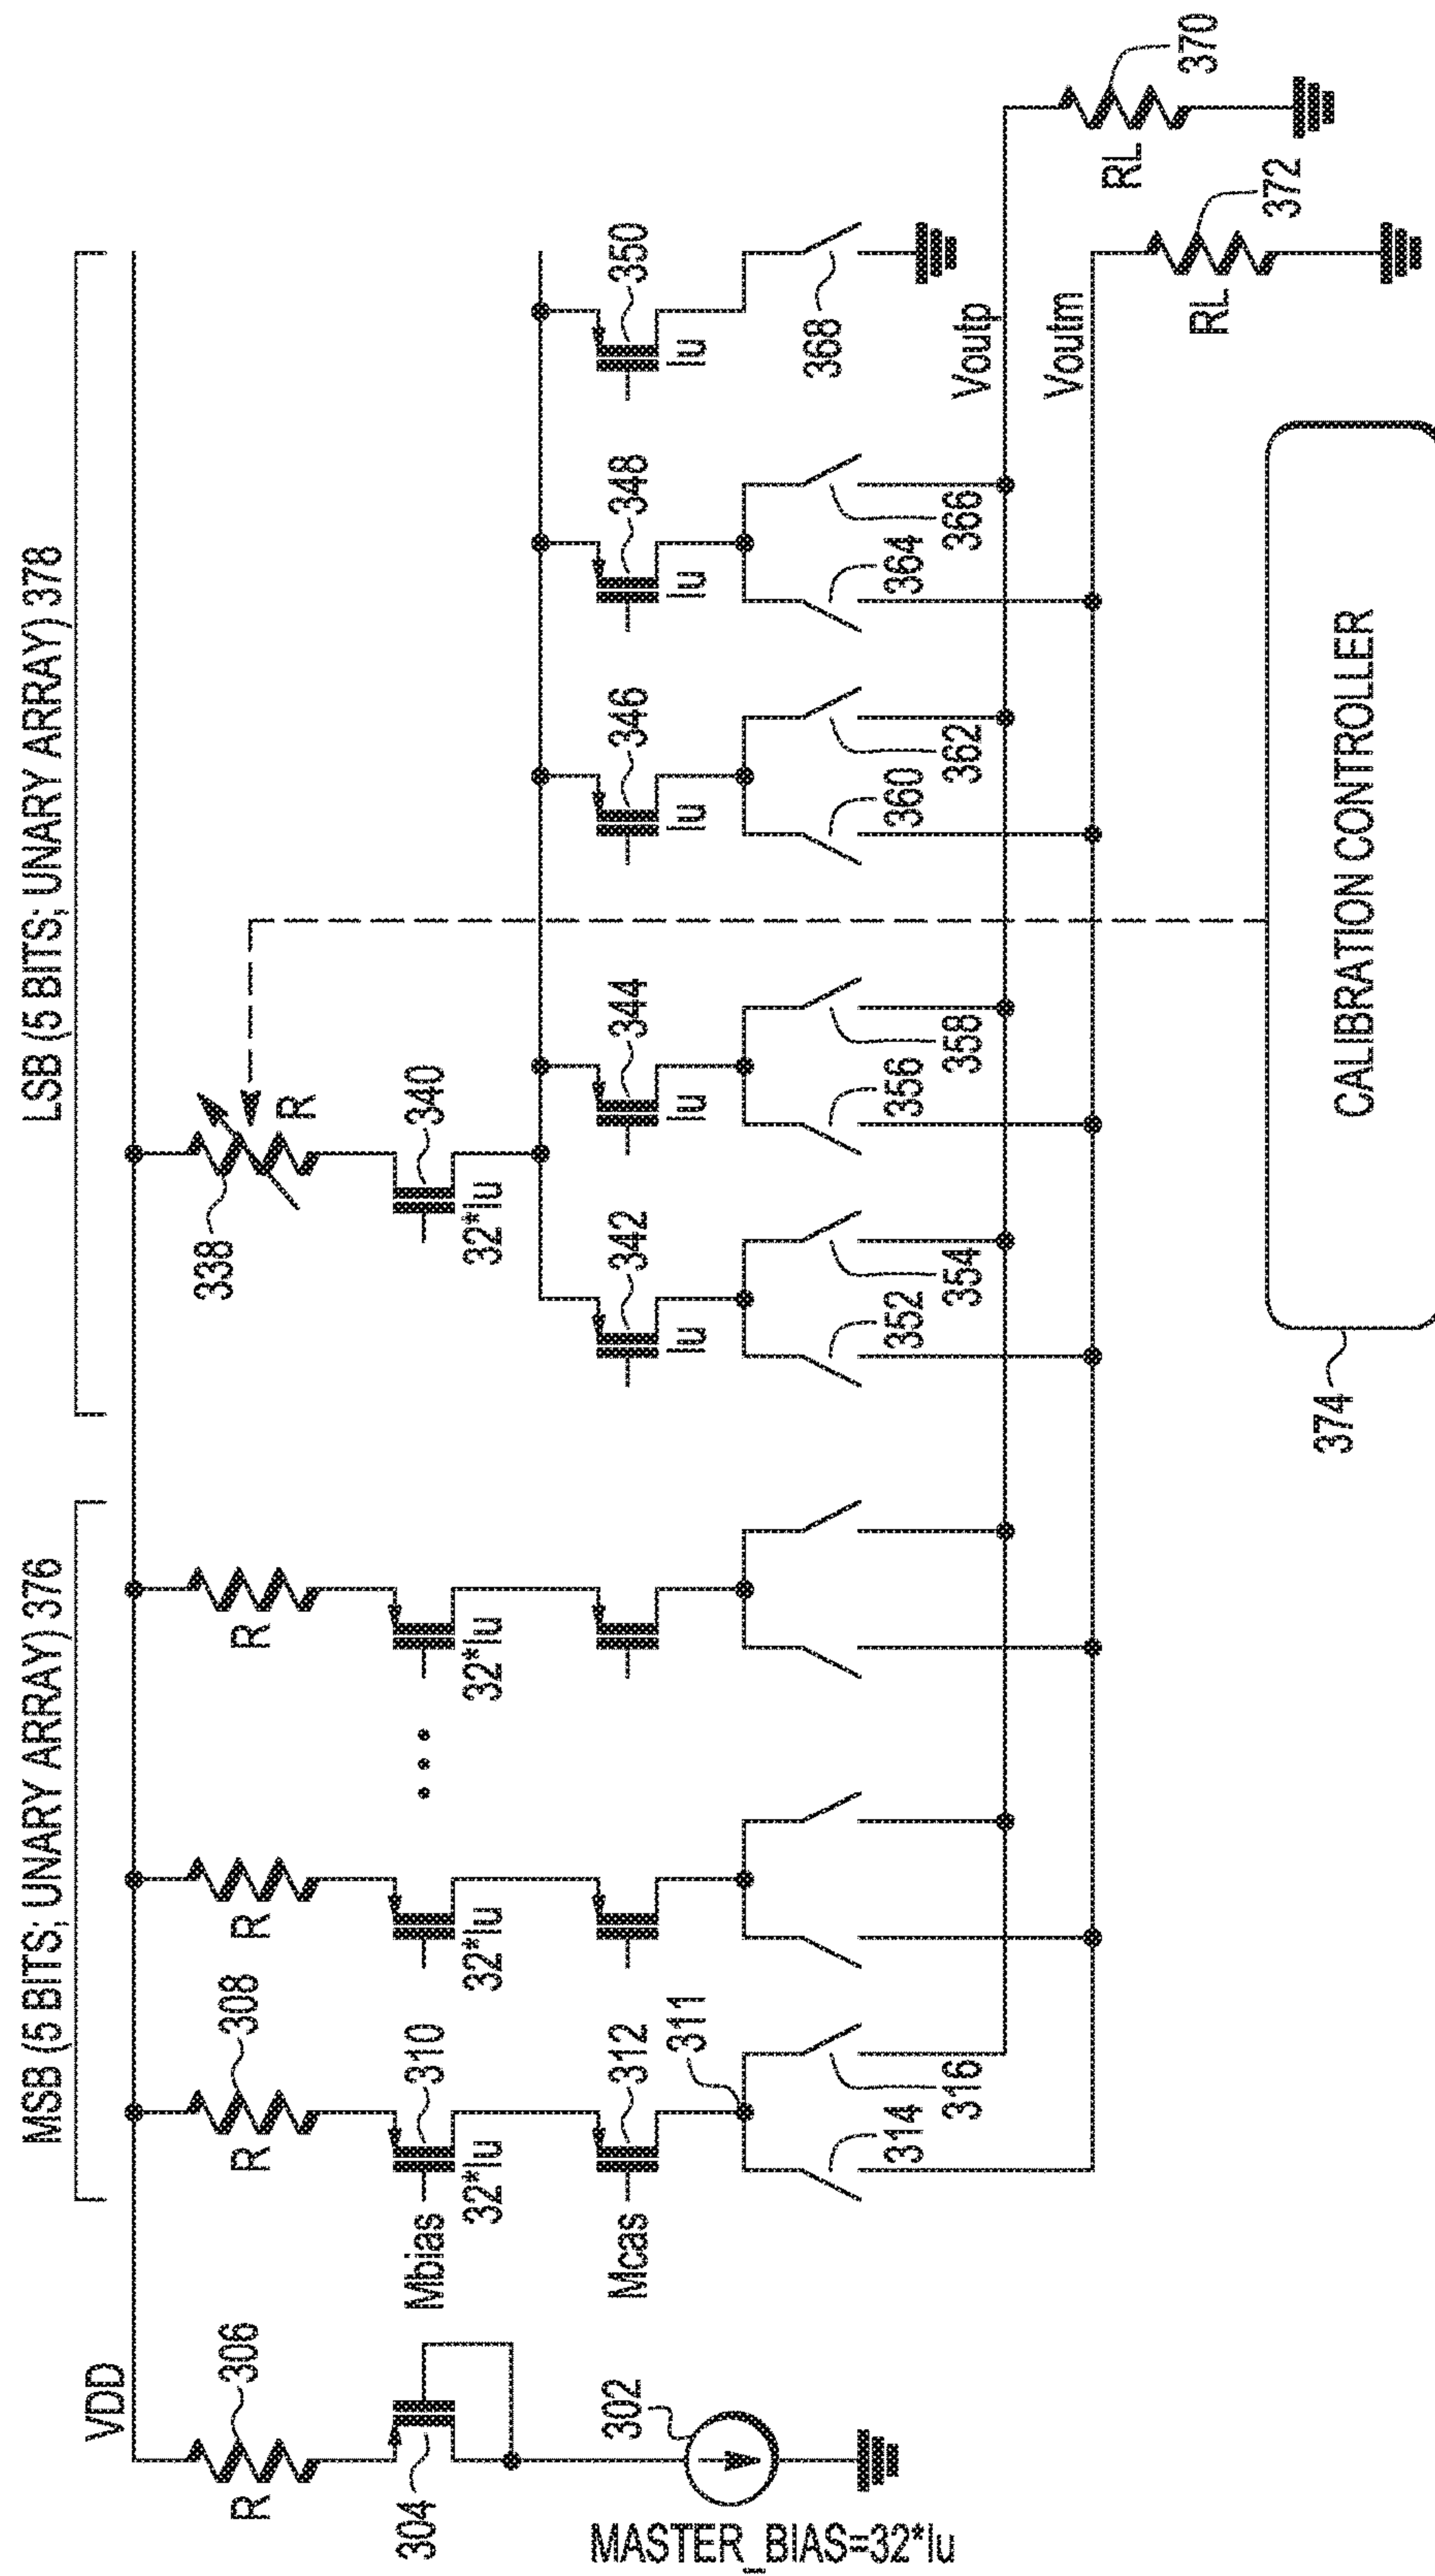 MSB (5 BITS; UNARY ARRAY) 376
LSB (5 BITS; UNARY ARRAY) 378
VDD
R
306
R
308
R
R
338
R
304
Mbias
310
32*Iu
32*Iu
32*Iu
340
32*Iu
Mcas
312
342
Iu
344
Iu
346
Iu
348
Iu
350
Iu
302
MASTER_BIAS=32*Iu
311
314
316
352
354
356
358
360
362
364
366
368
Voutp
Voutm
RL
372
RL
370
374
CALIBRATION CONTROLLER